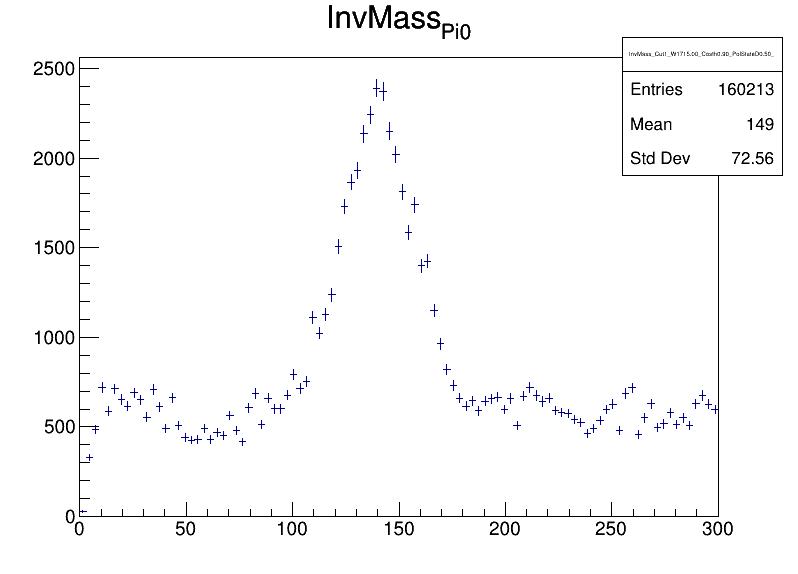 InvMass_Pi0
InvMass_Cut1_W1715.00_Costh0.90_PolStateD0.50_
Entries 160213
Mean 149
Std Dev 72.56
2500
2000
1500
1000
500
0
0 50 100 150 200 250 300